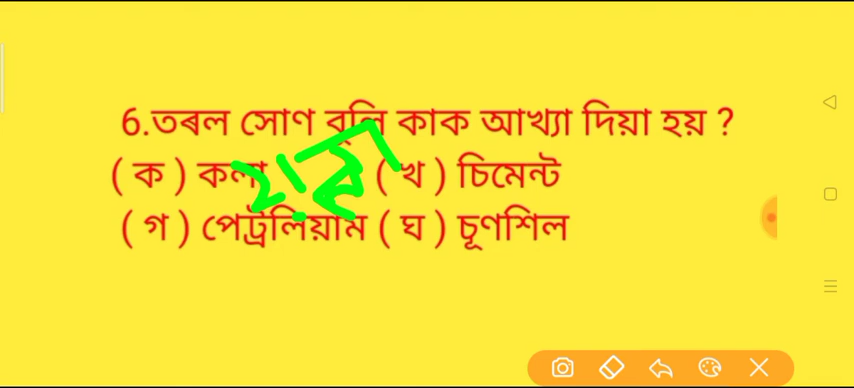 6.তৰল সোণ বুলি কাক আখ্যা দিয়া হয় ?
( ক ) কলা ( খ ) চিমেন্ট
( গ ) পেট্ৰলিয়াম ( ঘ ) চূণশিল